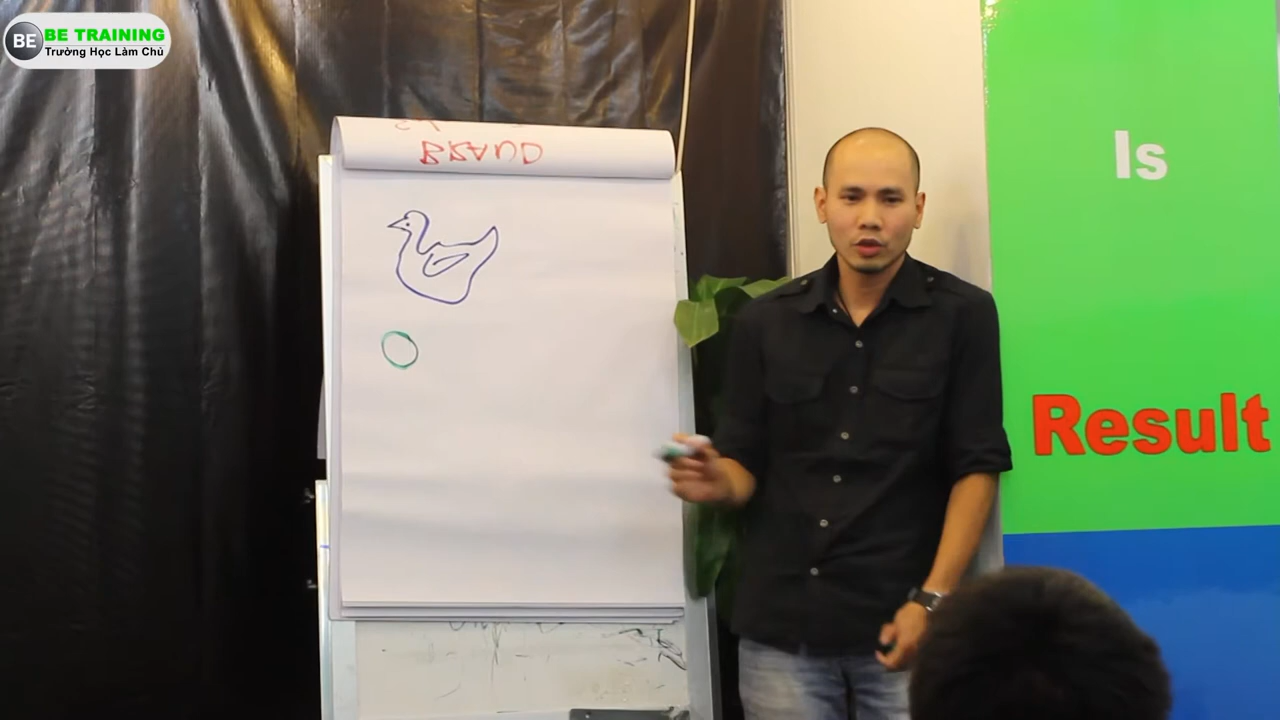 BE
BE TRAINING
Trường Học Làm Chủ
BRAND
Is
Result